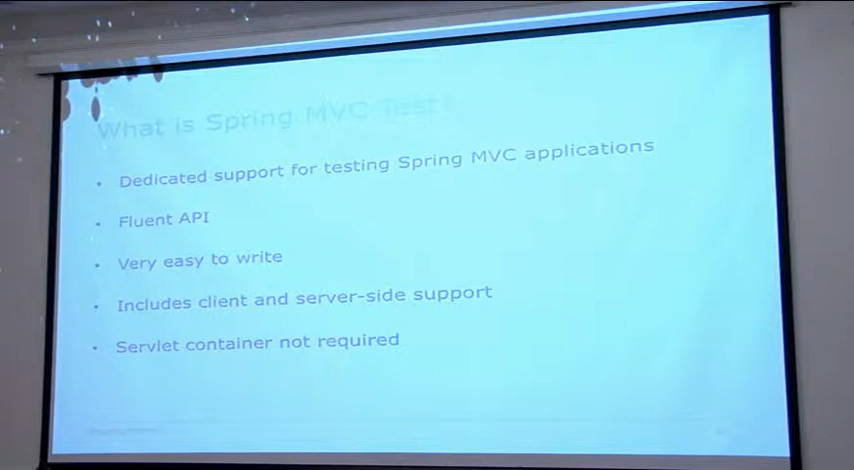 What is Spring MVC Test?
• Dedicated support for testing Spring MVC applications
• Fluent API
• Very easy to write
• Includes client and server-side support
• Servlet container not required